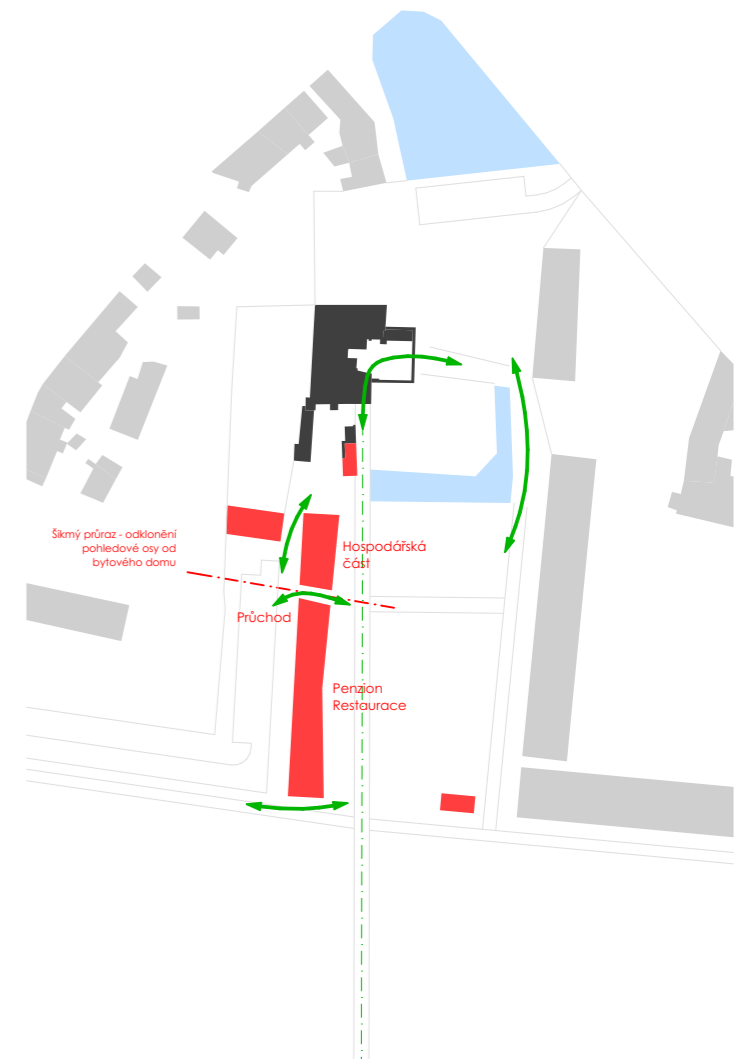 Šikmý průraz - odklonění
pohledové osy od
bytového domu
Hospodářská
část
Průchod
Penzion
Restaurace